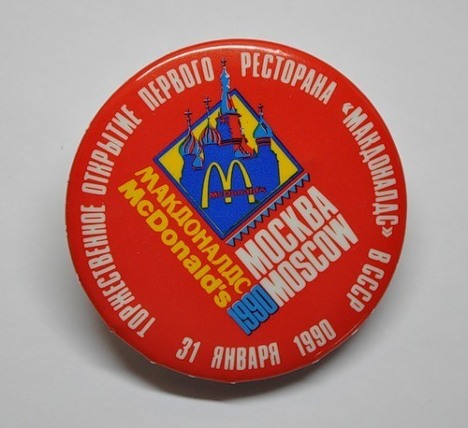 ТОРЖЕСТВЕННОЕ ОТКРЫТИЕ ПЕРВОГО РЕСТОРАНА «МАКДОНАЛДС» В СССР
McDonald's
МАКДОНАЛДС
McDonald's
МОСКВА
1990 MOSCOW
31 ЯНВАРЯ 1990